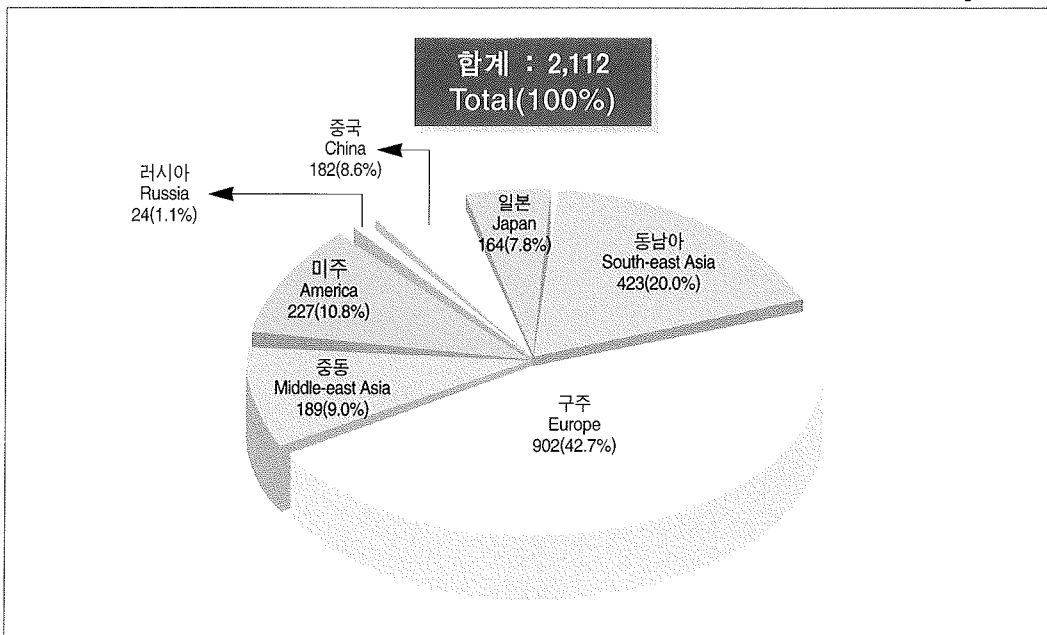 합계 : 2,112
Total(100%)
중국
China
182(8.6%)
러시아
Russia
24(1.1%)
일본
Japan
164(7.8%)
동남아
South-east Asia
423(20.0%)
미주
America
227(10.8%)
중동
Middle-east Asia
189(9.0%)
구주
Europe
902(42.7%)